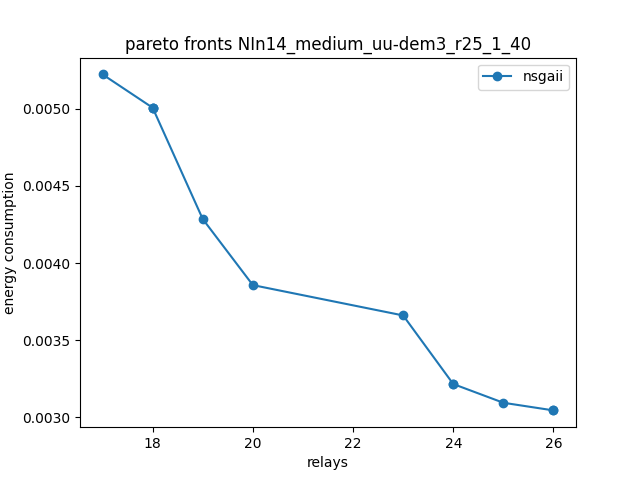 pareto fronts NIn14_medium_uu-dem3_r25_1_40
nsgaii
0.0050
0.0045
0.0040
0.0035
0.0030
energy consumption
18 20 22 24 26
relays